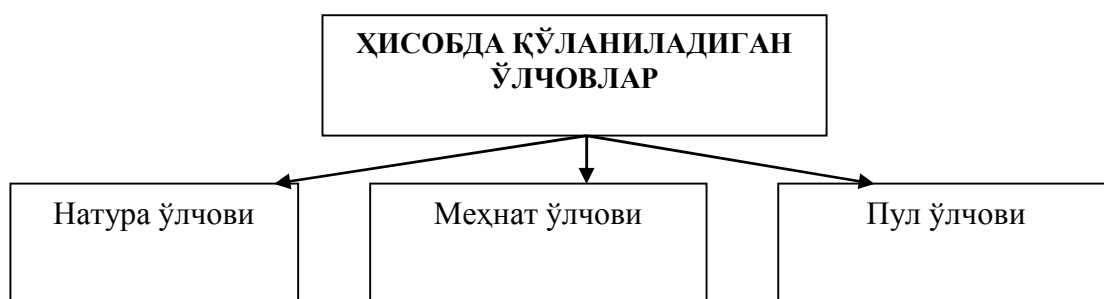 ҲИСОБДА ҚЎЛАНИЛАДИГАН
ЎЛЧОВЛАР
Натура ўлчови
Меҳнат ўлчови
Пул ўлчови